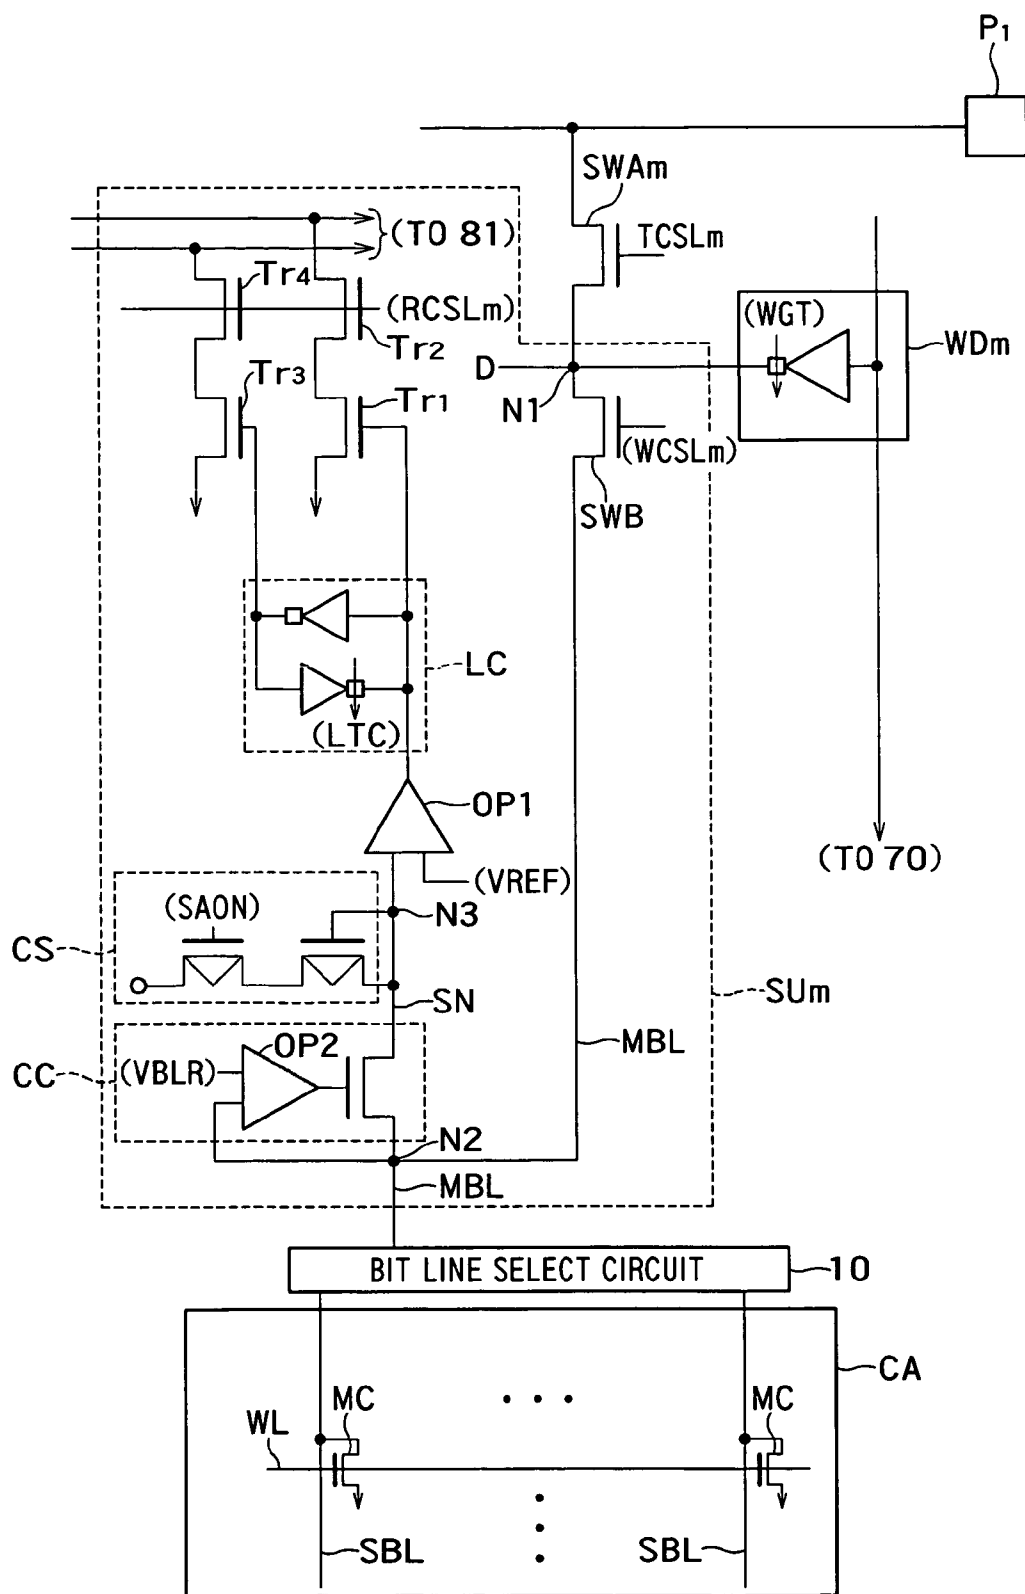 P1
SWAm
(TO 81)
TCSLm
Tr4
(RCSLm)
(WGT)
WDm
Tr2
Tr3
D
Tr1
N1
(WCSLm)
SWB
LC
(LTC)
OP1
(TO 70)
(VREF)
(SAON)
N3
CS
SN
SUm
OP2
MBL
CC
(VBLR)
N2
MBL
BIT LINE SELECT CIRCUIT
10
CA
MC
MC
WL
SBL
SBL